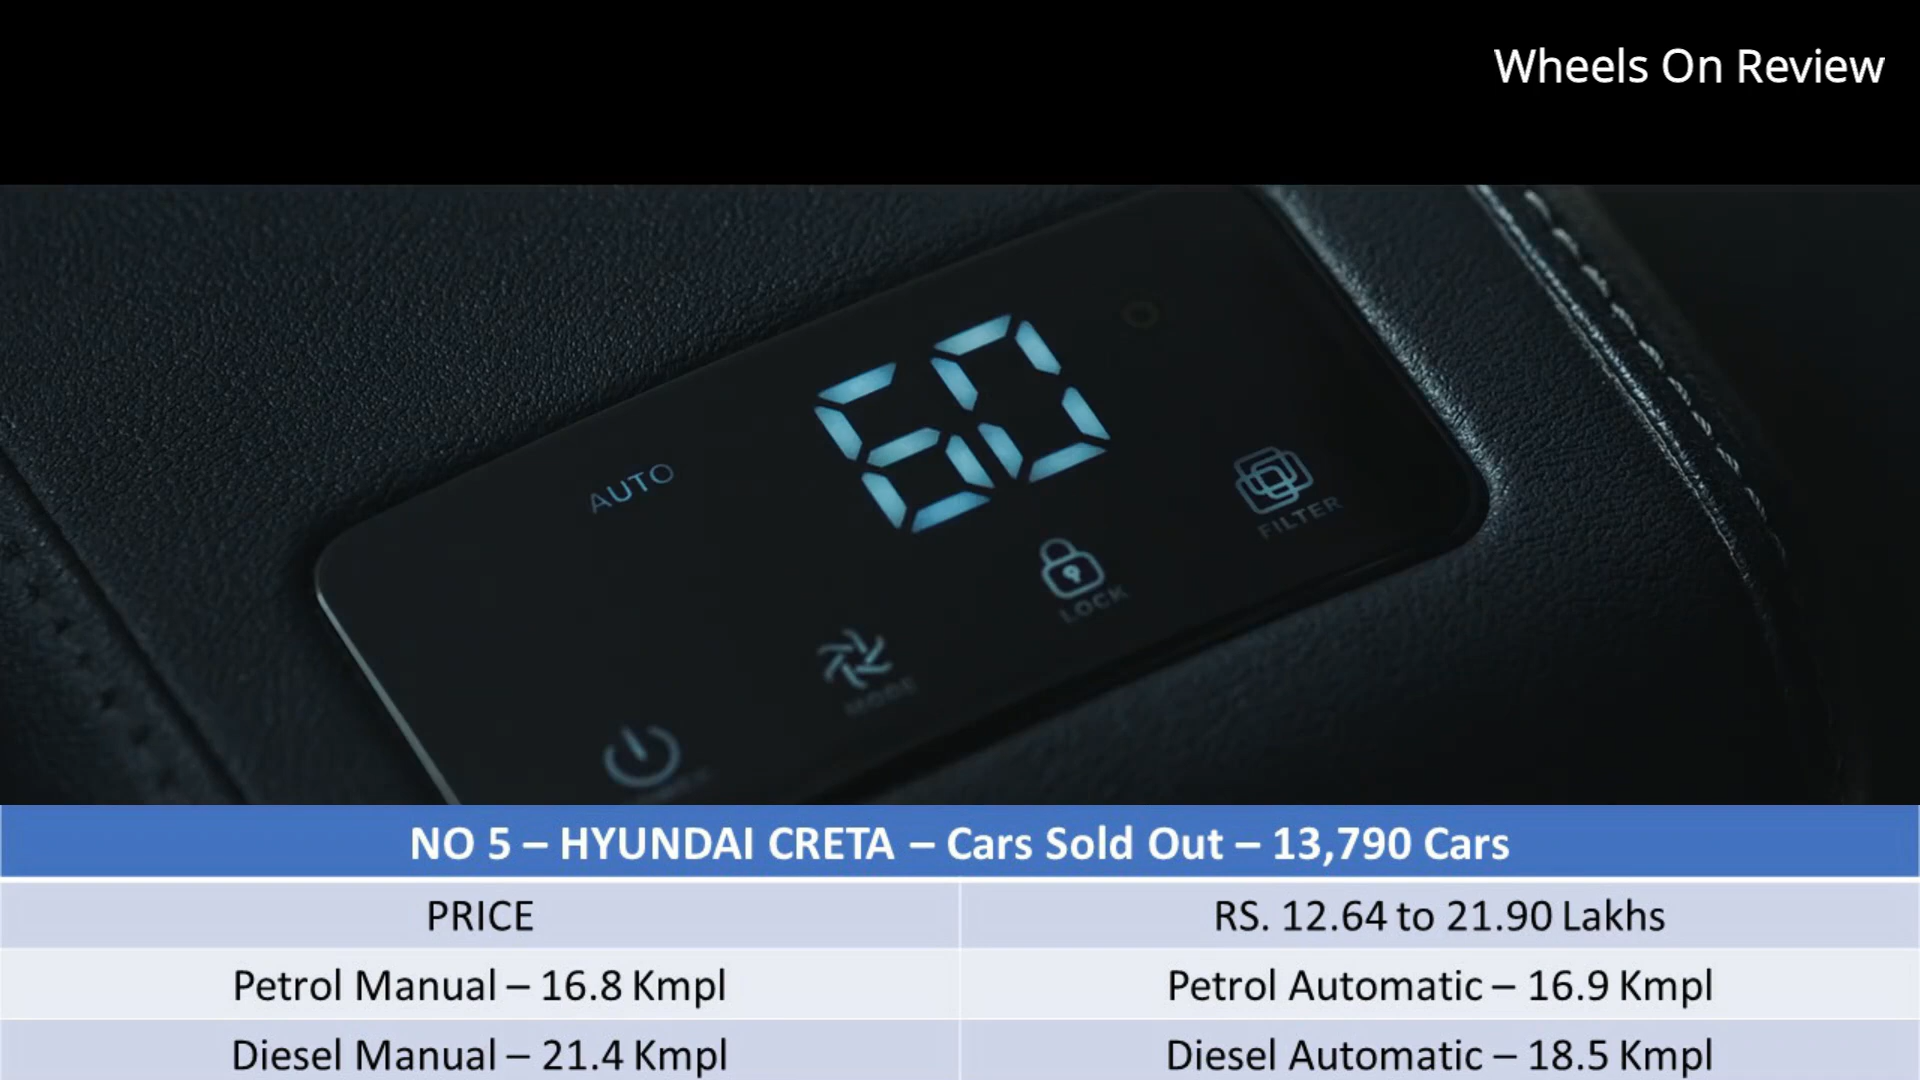 Wheels On Review
60
AUTO
FILTER
LOCK
MODE
NO 5 – HYUNDAI CRETA – Cars Sold Out – 13,790 Cars
PRICE
RS. 12.64 to 21.90 Lakhs
Petrol Manual – 16.8 Kmpl
Petrol Automatic – 16.9 Kmpl
Diesel Manual – 21.4 Kmpl
Diesel Automatic – 18.5 Kmpl